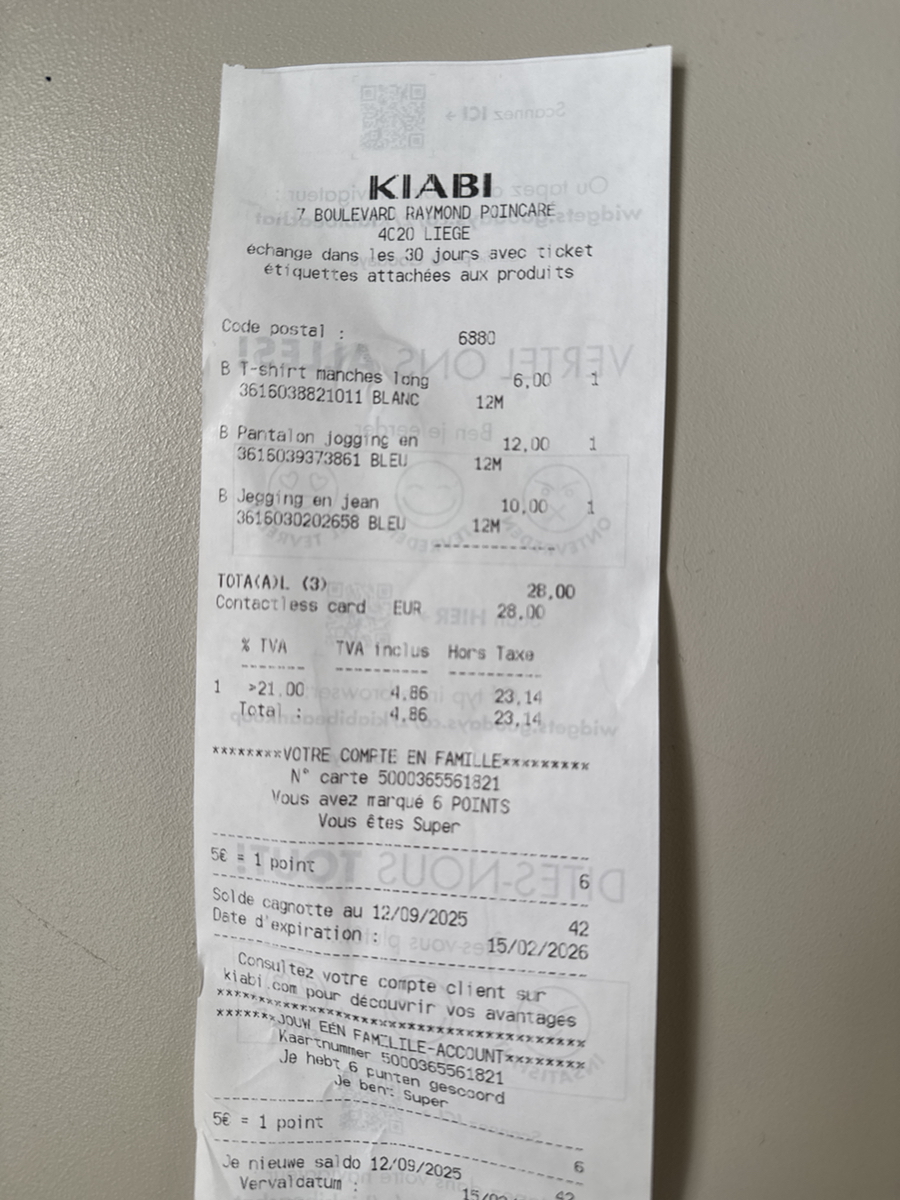 KIABI
7 BOULEVARD RAYMOND POINCARE
4020 LIEGE
échange dans les 30 jours avec ticket
étiquettes attachées aux produits
Code postal : 6880
B T-shirt manches long 6,00 1
3616038821011 BLANC 12M
B Pantalon jogging en 12,00 1
3616039373861 BLEU 12M
B Jegging en jean 10,00 1
3616030202658 BLEU 12M
------------
TOTA(A)L (3) 28,00
Contactless card EUR 28,00
% TVA TVA inclus Hors Taxe
------- ---------- ----------
1 >21,00 4,86 23,14
Total : 4,86 23,14
********VOTRE COMPTE EN FAMILLE**********
N° carte 5000365561821
Vous avez marqué 6 POINTS
Vous êtes Super
5€ = 1 point 6
Solde cagnotte au 12/09/2025 42
Date d'expiration : 15/02/2026
Consultez votre compte client sur
kiabi.com pour découvrir vos avantages
*****************************************
*******JOUW EEN FAMILILE-ACCOUNT*********
Kaartnummer 5000365561821
Je hebt 6 punten gescoord
Je bent Super
5€ = 1 point 6
Je nieuwe saldo 12/09/2025 42
Vervaldatum :